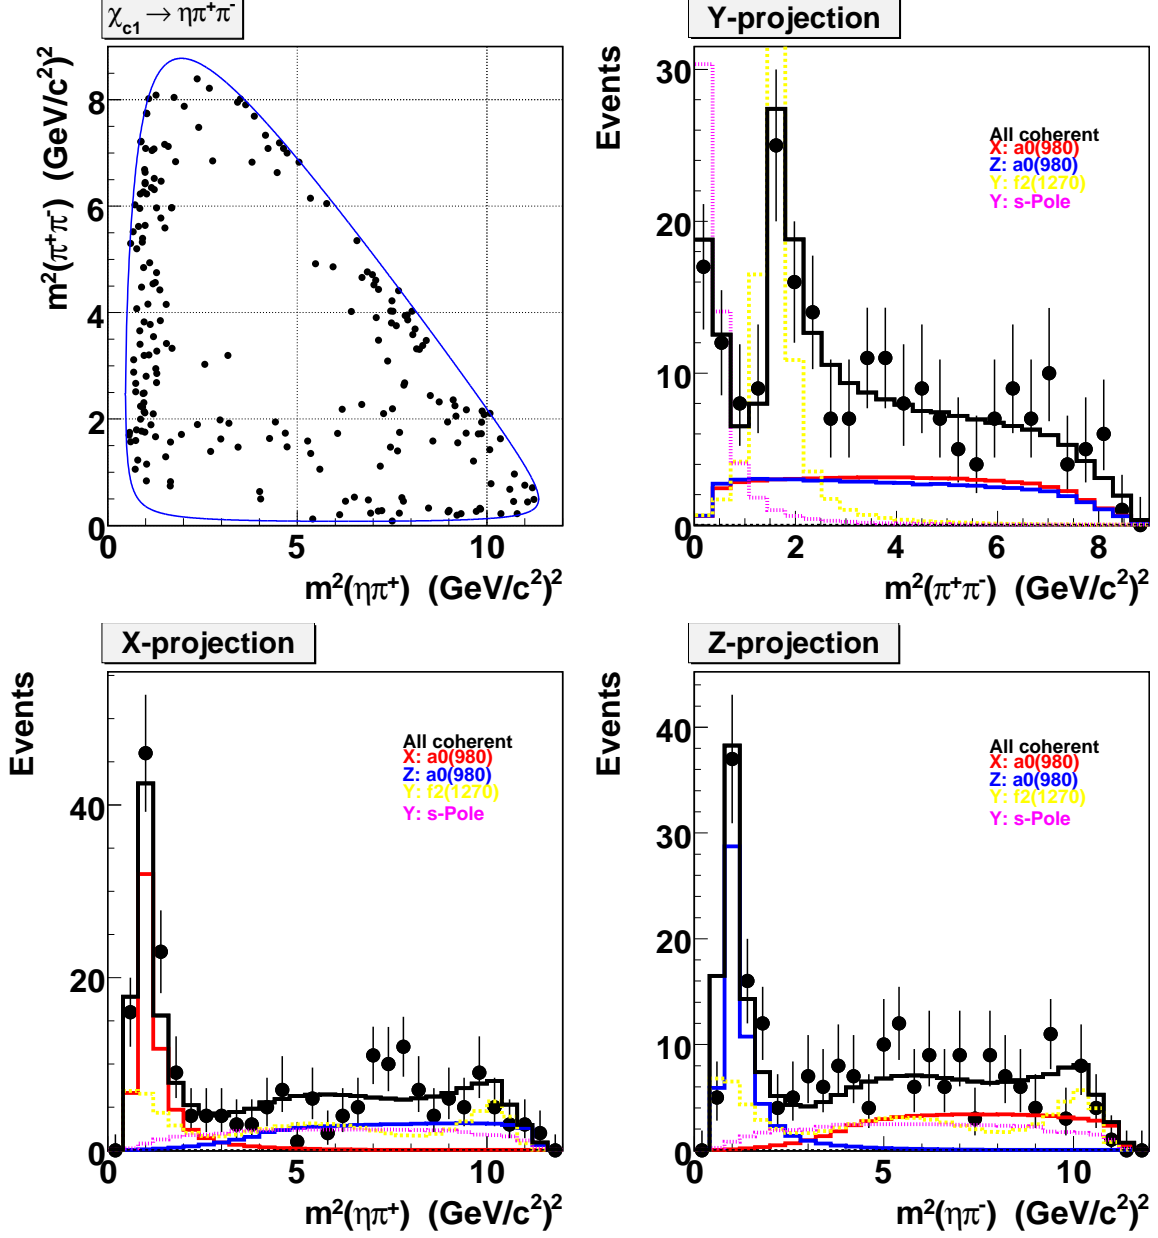 χc1 → ηπ+π-
m²(π+π-) (GeV/c²)²
8
6
4
2
0
0 5 10
m²(ηπ+) (GeV/c²)²
Y-projection
Events
30
20
10
0
All coherent
X: a0(980)
Z: a0(980)
Y: f2(1270)
Y: s-Pole
0 2 4 6 8
m²(π+π-) (GeV/c²)²
X-projection
Events
40
20
0
All coherent
X: a0(980)
Z: a0(980)
Y: f2(1270)
Y: s-Pole
0 5 10
m²(ηπ+) (GeV/c²)²
Z-projection
Events
40
30
20
10
0
All coherent
X: a0(980)
Z: a0(980)
Y: f2(1270)
Y: s-Pole
0 5 10
m²(ηπ-) (GeV/c²)²